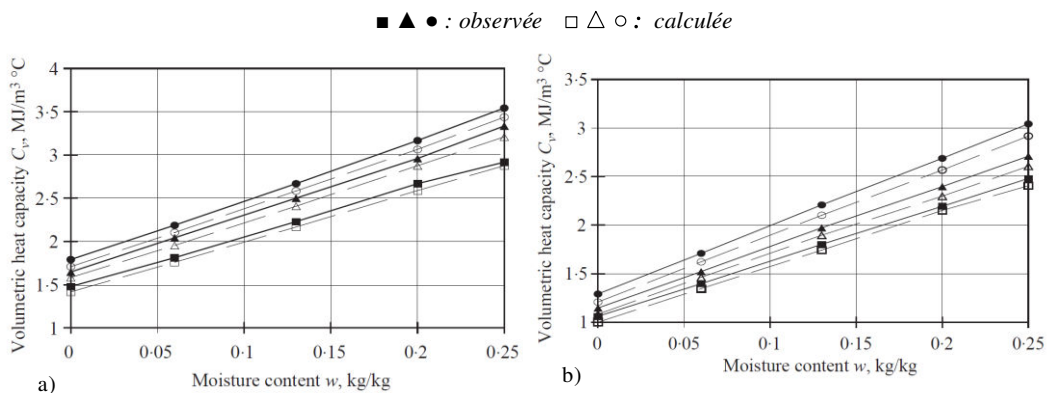 ■ ▲ ● : observée □ △ ○ : calculée
Volumetric heat capacity Cv, MJ/m³ °C
4
3·5
3
2·5
2
1·5
1
0 0·05 0·1 0·15 0·2 0·25
Moisture content w, kg/kg
a)
Volumetric heat capacity Cv, MJ/m³ °C
3·5
3
2·5
2
1·5
1
0 0·05 0·1 0·15 0·2 0·25
Moisture content w, kg/kg
b)